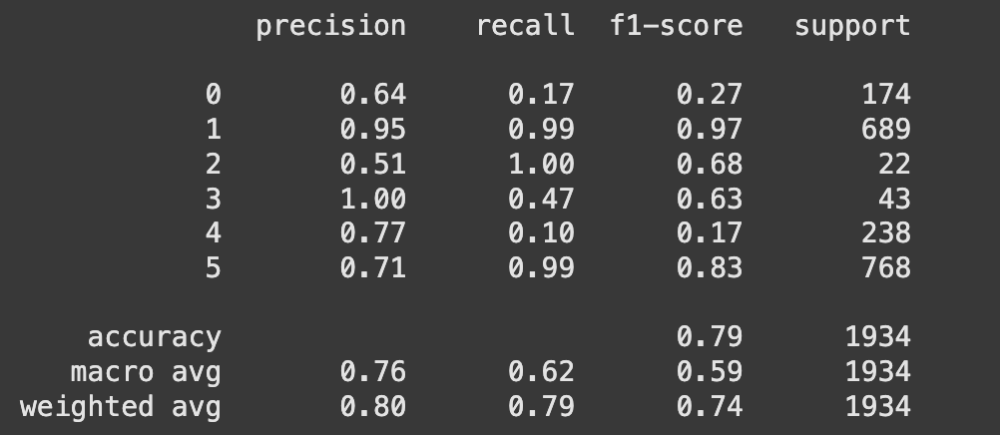 precision recall f1-score support
0 0.64 0.17 0.27 174
1 0.95 0.99 0.97 689
2 0.51 1.00 0.68 22
3 1.00 0.47 0.63 43
4 0.77 0.10 0.17 238
5 0.71 0.99 0.83 768
accuracy 0.79 1934
macro avg 0.76 0.62 0.59 1934
weighted avg 0.80 0.79 0.74 1934